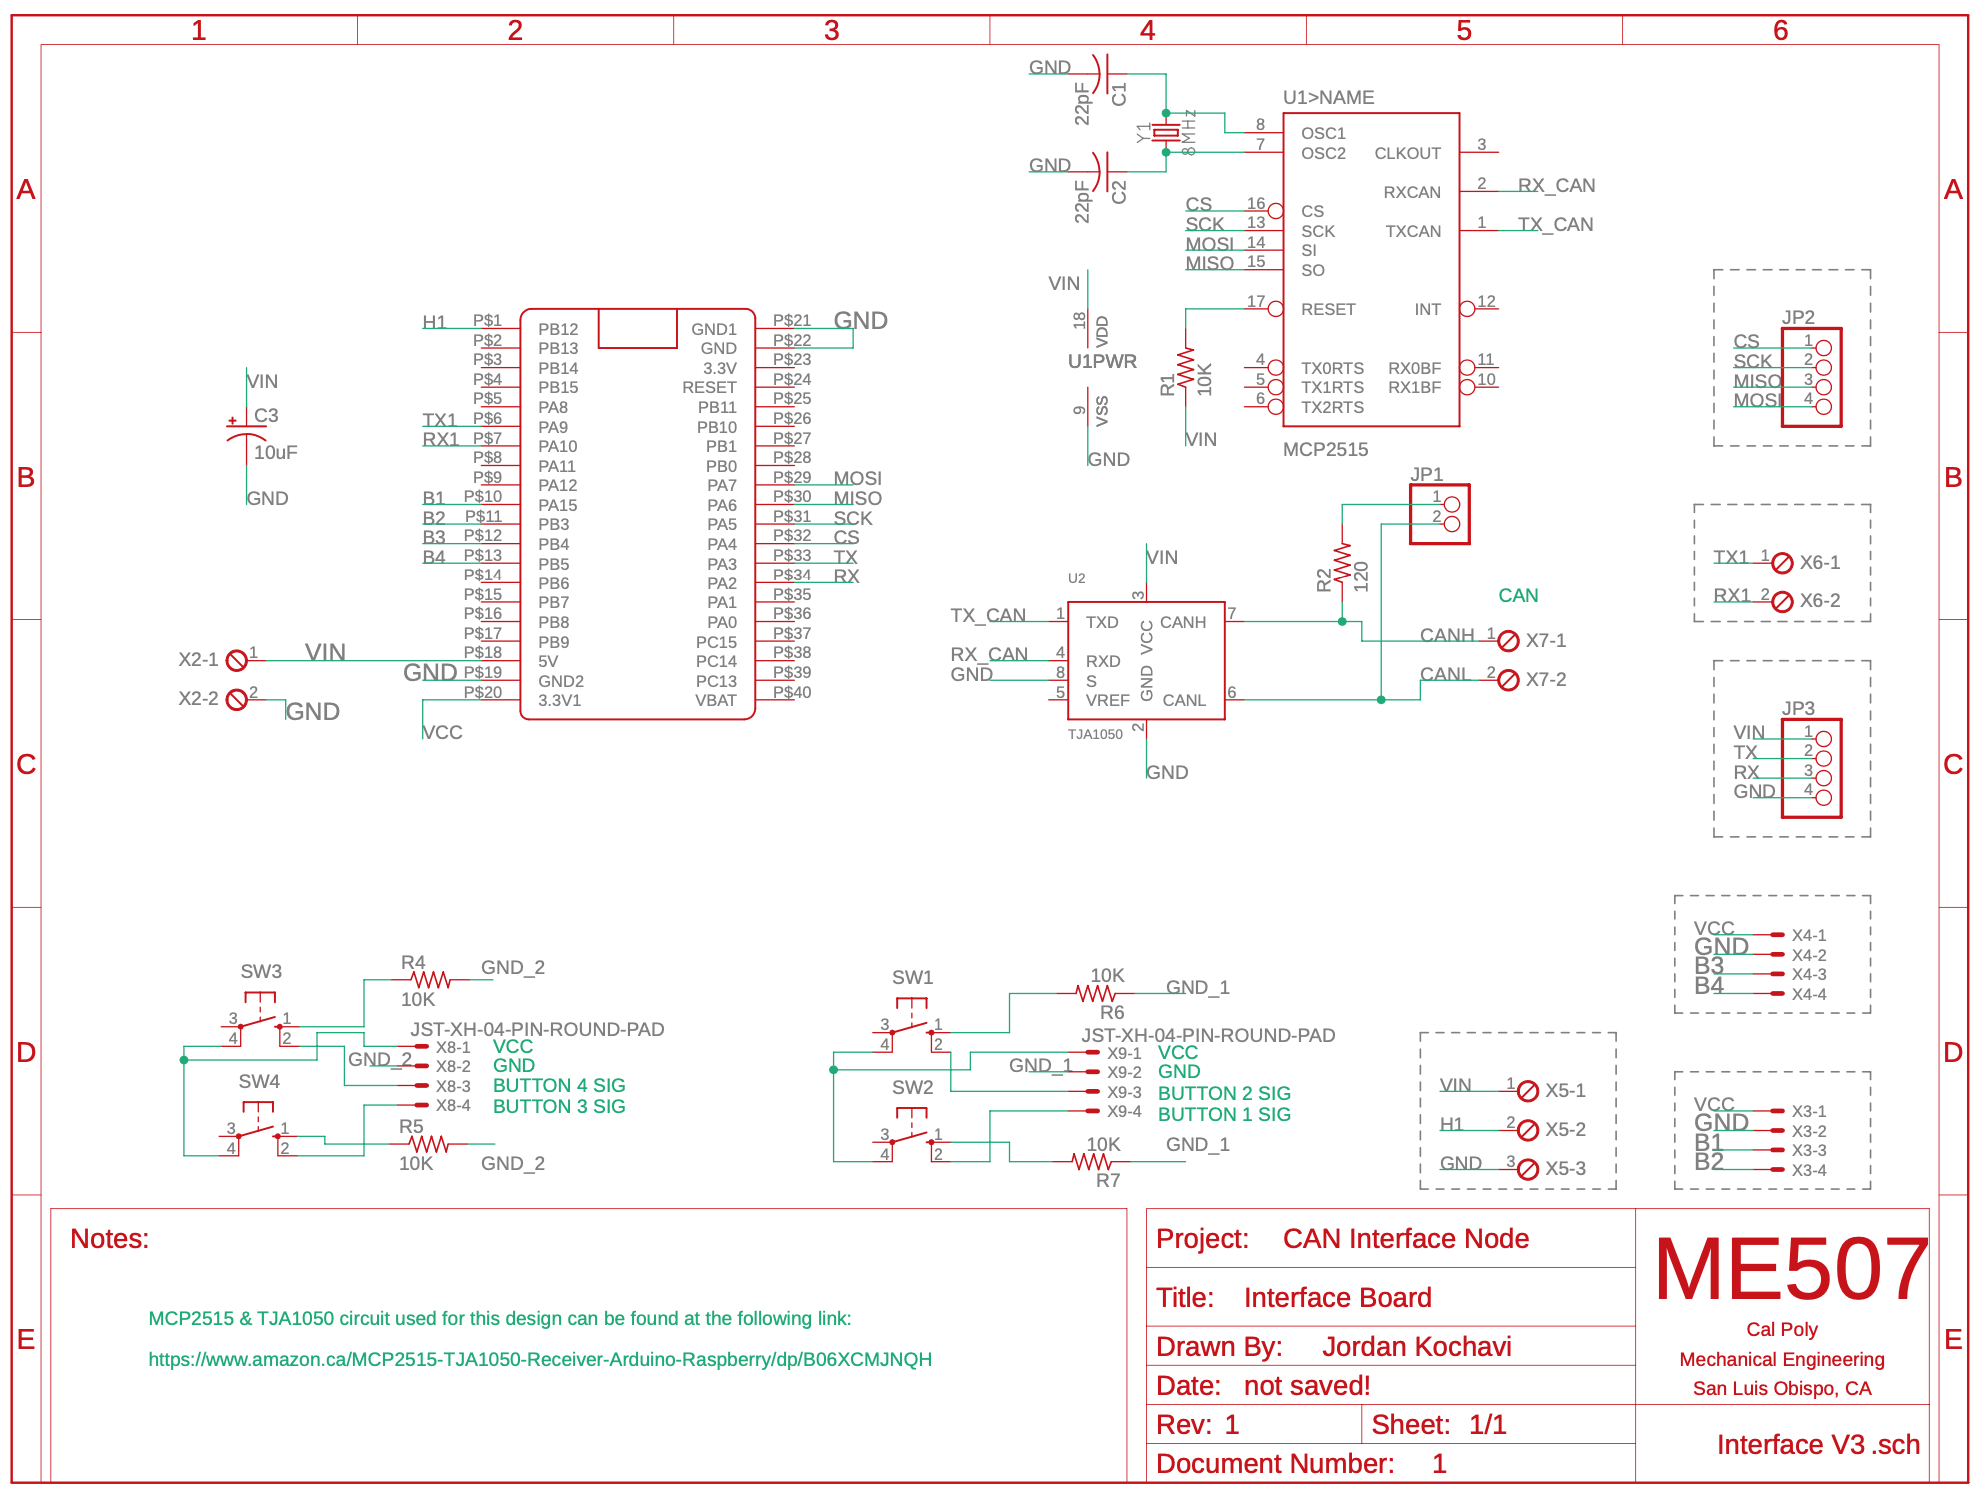 1 2 3 4 5 6
A A
B B
C C
D D
E E
GND
22pF
C1
GND
22pF
C2
Y1
8MHz
U1>NAME
8 OSC1
7 OSC2
CLKOUT 3
RXCAN 2 RX_CAN
TXCAN 1 TX_CAN
CS 16 CS
SCK 13 SCK
MOSI 14 SI
MISO 15 SO
17 RESET
INT 12
4 TX0RTS
5 TX1RTS
6 TX2RTS
RX0BF 11
RX1BF 10
MCP2515
VIN
18 VDD
U1PWR
9 VSS
GND
R1
10K
VIN
VIN
C3
10uF
GND
H1 P$1 PB12
P$2 PB13
P$3 PB14
P$4 PB15
P$5 PA8
TX1 P$6 PA9
RX1 P$7 PA10
P$8 PA11
P$9 PA12
B1 P$10 PA15
B2 P$11 PB3
B3 P$12 PB4
B4 P$13 PB5
P$14 PB6
P$15 PB7
P$16 PB8
P$17 PB9
VIN P$18 5V
GND P$19 GND2
P$20 3.3V1
VCC
GND1 P$21 GND
GND P$22
3.3V P$23
RESET P$24
PB11 P$25
PB10 P$26
PB1 P$27
PB0 P$28
PA7 P$29 MOSI
PA6 P$30 MISO
PA5 P$31 SCK
PA4 P$32 CS
PA3 P$33 TX
PA2 P$34 RX
PA1 P$35
PA0 P$36
PC15 P$37
PC14 P$38
PC13 P$39
VBAT P$40
X2-1 1
X2-2 2
GND
JP1
1
2
R2
120
VIN
U2
3
VCC
TX_CAN 1 TXD
RX_CAN 4 RXD
GND 8 S
5 VREF
CANH 7
CANL 6
GND
2
TJA1050
GND
CAN
CANH 1 X7-1
CANL 2 X7-2
JP2
CS 1
SCK 2
MISO 3
MOSI 4
TX1 1 X6-1
RX1 2 X6-2
JP3
VIN 1
TX 2
RX 3
GND 4
VCC X4-1
GND X4-2
B3 X4-3
B4 X4-4
VCC X3-1
GND X3-2
B1 X3-3
B2 X3-4
VIN 1 X5-1
H1 2 X5-2
GND 3 X5-3
SW3
3 1
4 2
R4
10K
GND_2
JST-XH-04-PIN-ROUND-PAD
X8-1 VCC
GND_2 X8-2 GND
X8-3 BUTTON 4 SIG
X8-4 BUTTON 3 SIG
SW4
3 1
4 2
R5
10K
GND_2
SW1
3 1
4 2
10K
R6
GND_1
JST-XH-04-PIN-ROUND-PAD
X9-1 VCC
GND_1 X9-2 GND
X9-3 BUTTON 2 SIG
X9-4 BUTTON 1 SIG
SW2
3 1
4 2
10K
R7
GND_1
Notes:
MCP2515 & TJA1050 circuit used for this design can be found at the following link:
https://www.amazon.ca/MCP2515-TJA1050-Receiver-Arduino-Raspberry/dp/B06XCMJNQH
Project: CAN Interface Node
Title: Interface Board
Drawn By: Jordan Kochavi
Date: not saved!
Rev: 1 Sheet: 1/1
Document Number: 1
ME507
Cal Poly
Mechanical Engineering
San Luis Obispo, CA
Interface V3.sch